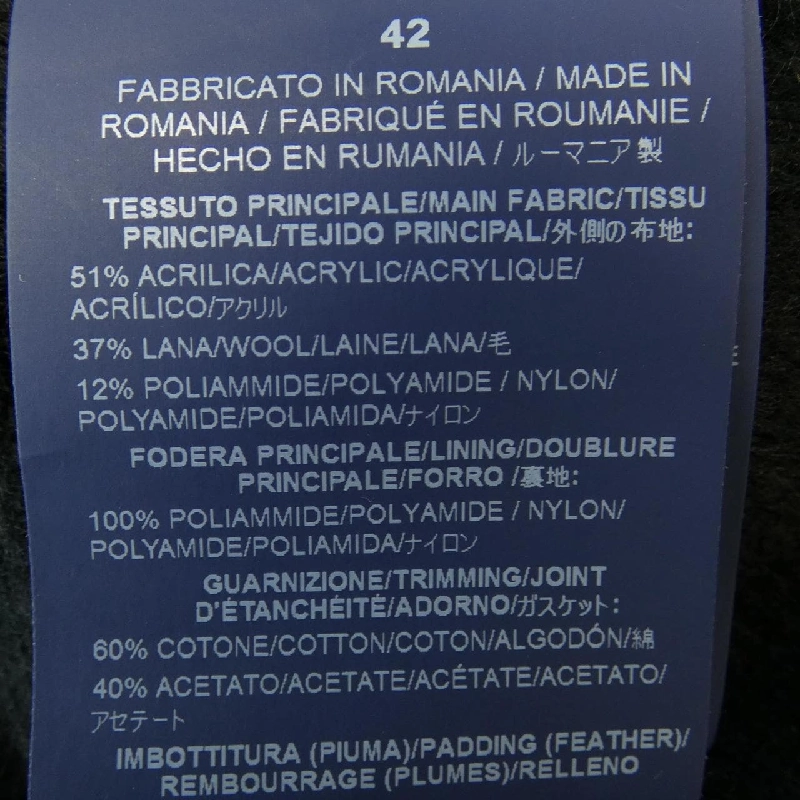 42
FABBRICATO IN ROMANIA / MADE IN
ROMANIA / FABRIQUÉ EN ROUMANIE /
HECHO EN RUMANIA / ルーマニア製
TESSUTO PRINCIPALE/MAIN FABRIC/TISSU
PRINCIPAL/TEJIDO PRINCIPAL/外側の布地:
51% ACRILICA/ACRYLIC/ACRYLIQUE/
ACRÍLICO/アクリル
37% LANA/WOOL/LAINE/LANA/毛
12% POLIAMMIDE/POLYAMIDE / NYLON/
POLYAMIDE/POLIAMIDA/ナイロン
FODERA PRINCIPALE/LINING/DOUBLURE
PRINCIPALE/FORRO /裏地:
100% POLIAMMIDE/POLYAMIDE / NYLON/
POLYAMIDE/POLIAMIDA/ナイロン
GUARNIZIONE/TRIMMING/JOINT
D'ÉTANCHÉITÉ/ADORNO/ガスケット:
60% COTONE/COTTON/COTON/ALGODÓN/綿
40% ACETATO/ACETATE/ACÉTATE/ACETATO/
アセテート
IMBOTTITURA (PIUMA)/PADDING (FEATHER)/
REMBOURRAGE (PLUMES)/RELLENO